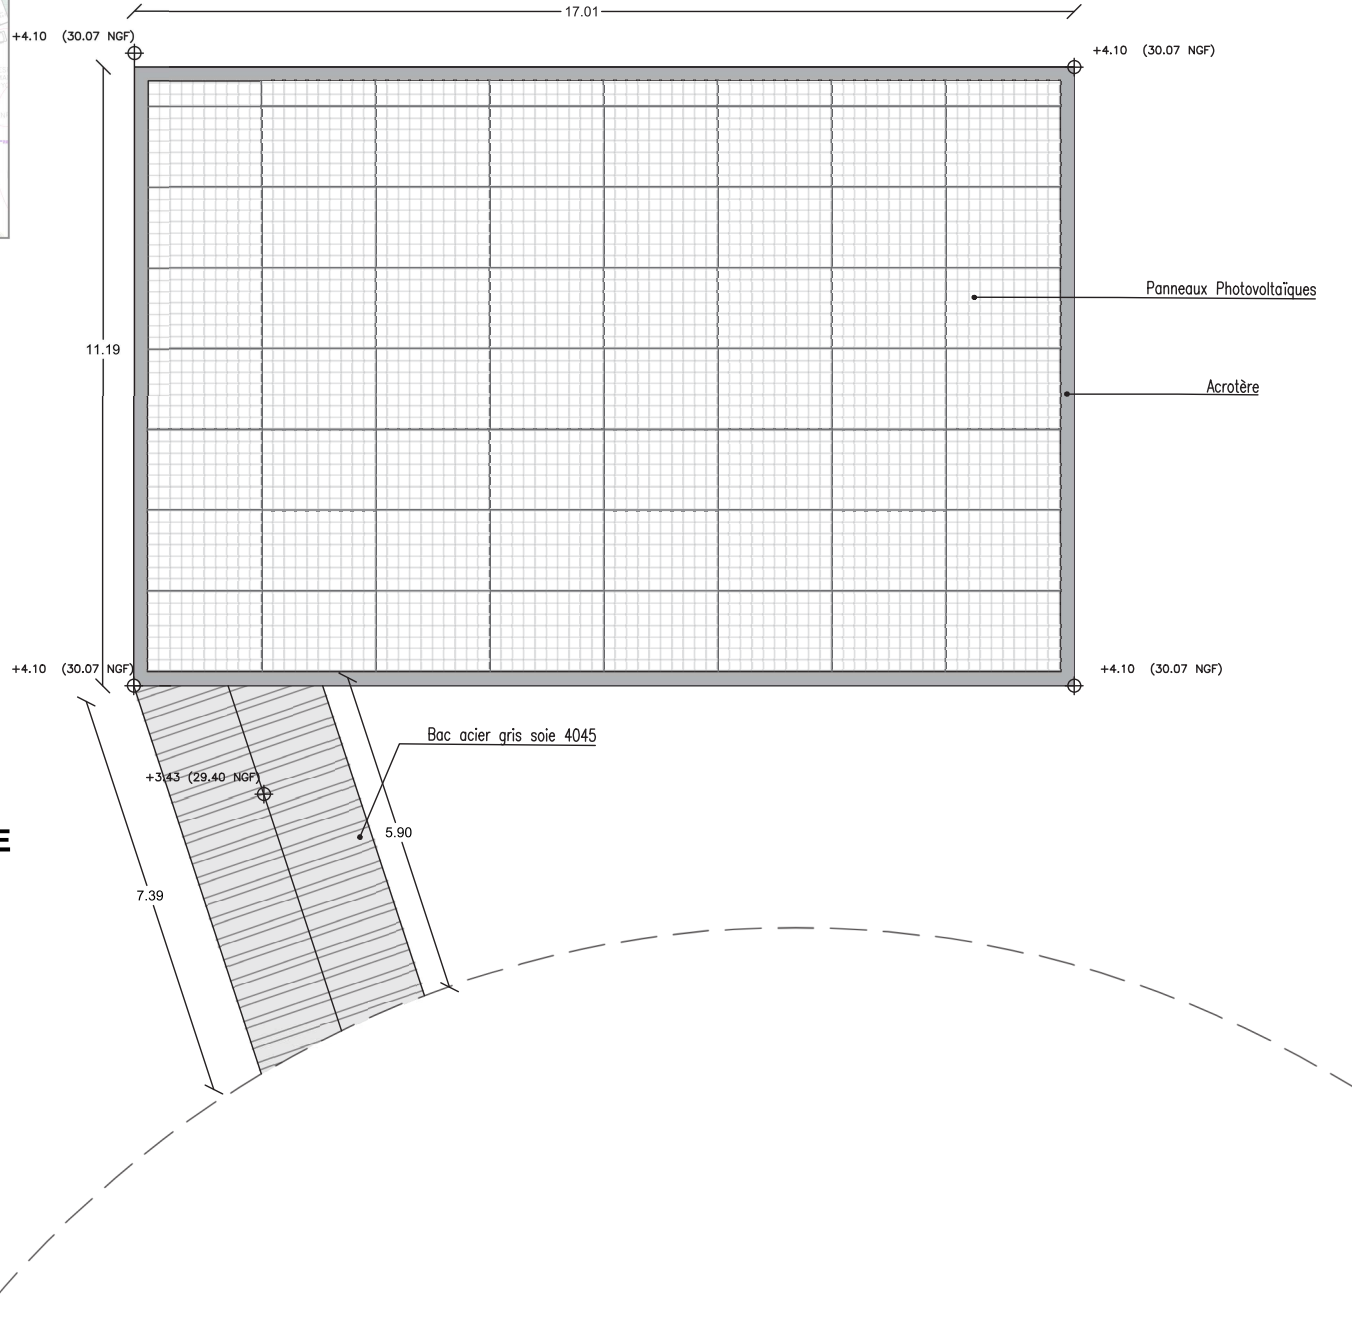 17.01
+4.10 (30.07 NGF)
+4.10 (30.07 NGF)
Panneaux Photovoltaïques
11.19
Acrotère
+4.10 (30.07 NGF)
+4.10 (30.07 NGF)
Bac acier gris soie 4045
+3.43 (29.40 NGF)
5.90
E
7.39